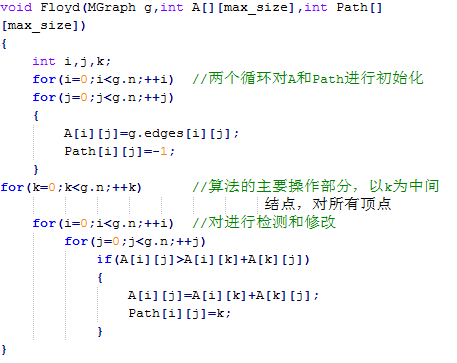 void Floyd(MGraph g,int A[][max_size],int Path[]
[max_size])
{
    int i,j,k;
    for(i=0;i<g.n;++i)  //两个循环对A和Path进行初始化
    for(j=0;j<g.n;++j)
    {
        A[i][j]=g.edges[i][j];
        Path[i][j]=-1;
    }
for(k=0;k<g.n;++k)      //算法的主要操作部分，以k为中间
                        结点，对所有顶点
    for(i=0;i<g.n;++i)  //对进行检测和修改
        for(j=0;j<g.n;++j)
            if(A[i][j]>A[i][k]+A[k][j])
            {
                A[i][j]=A[i][k]+A[k][j];
                Path[i][j]=k;
            }
}